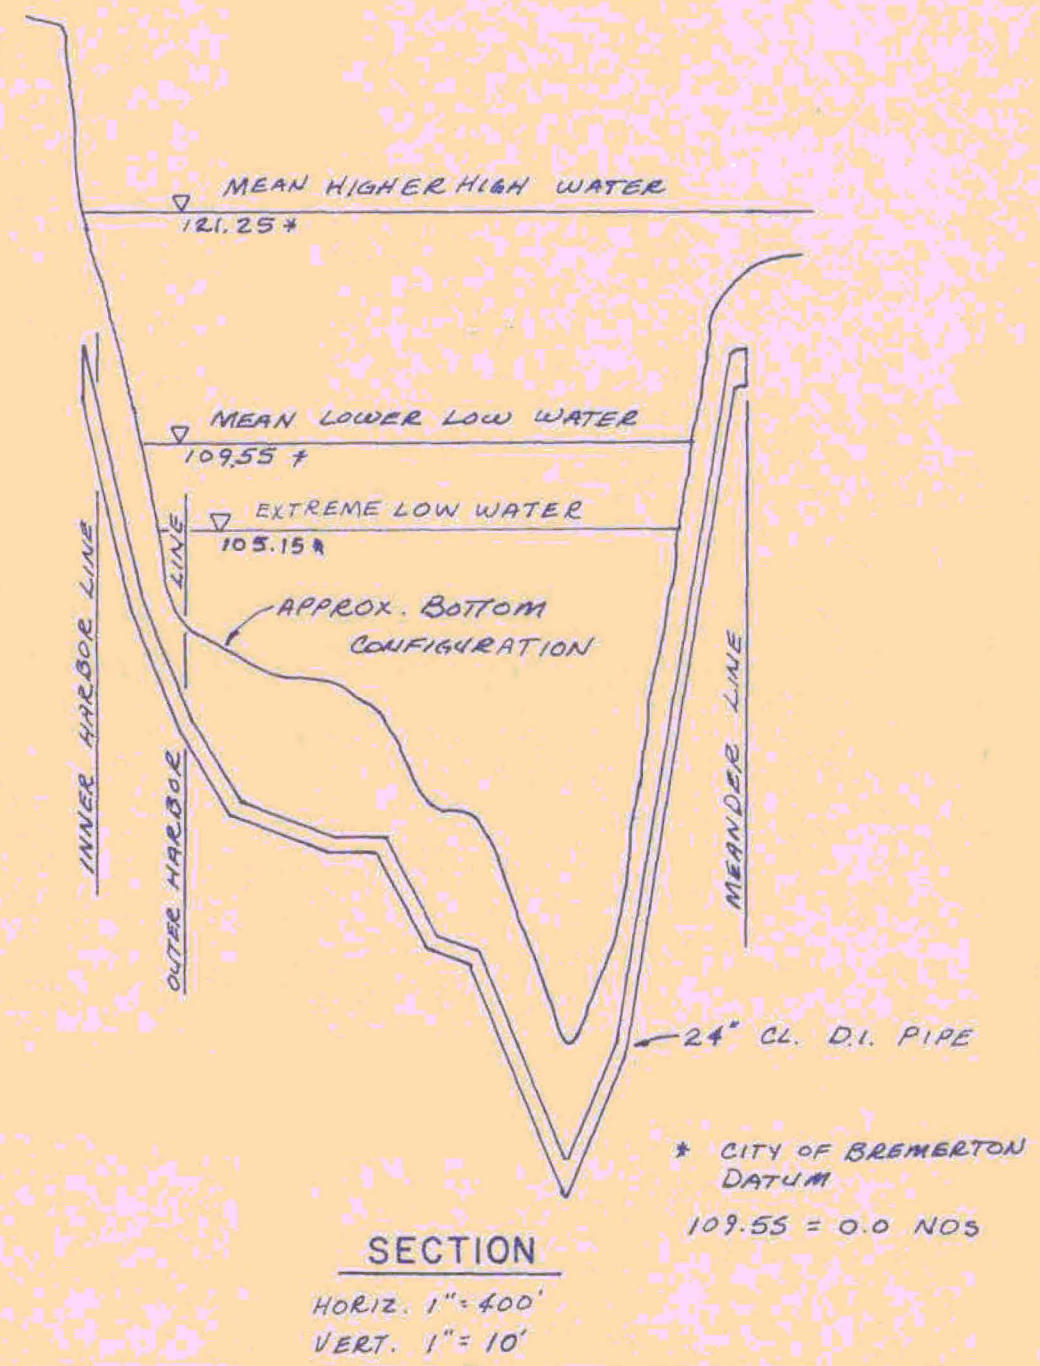 MEAN HIGHER HIGH WATER
121.25 *
MEAN LOWER LOW WATER
109.55 *
EXTREME LOW WATER
105.15 *
APPROX. BOTTOM
CONFIGURATION
INNER HARBOR LINE
OUTER HARBOR LINE
MEANDER LINE
24" CL. D.I. PIPE
* CITY OF BREMERTON
DATUM
109.55 = 0.0 NOS
SECTION
HORIZ. 1"=400'
VERT. 1"=10'